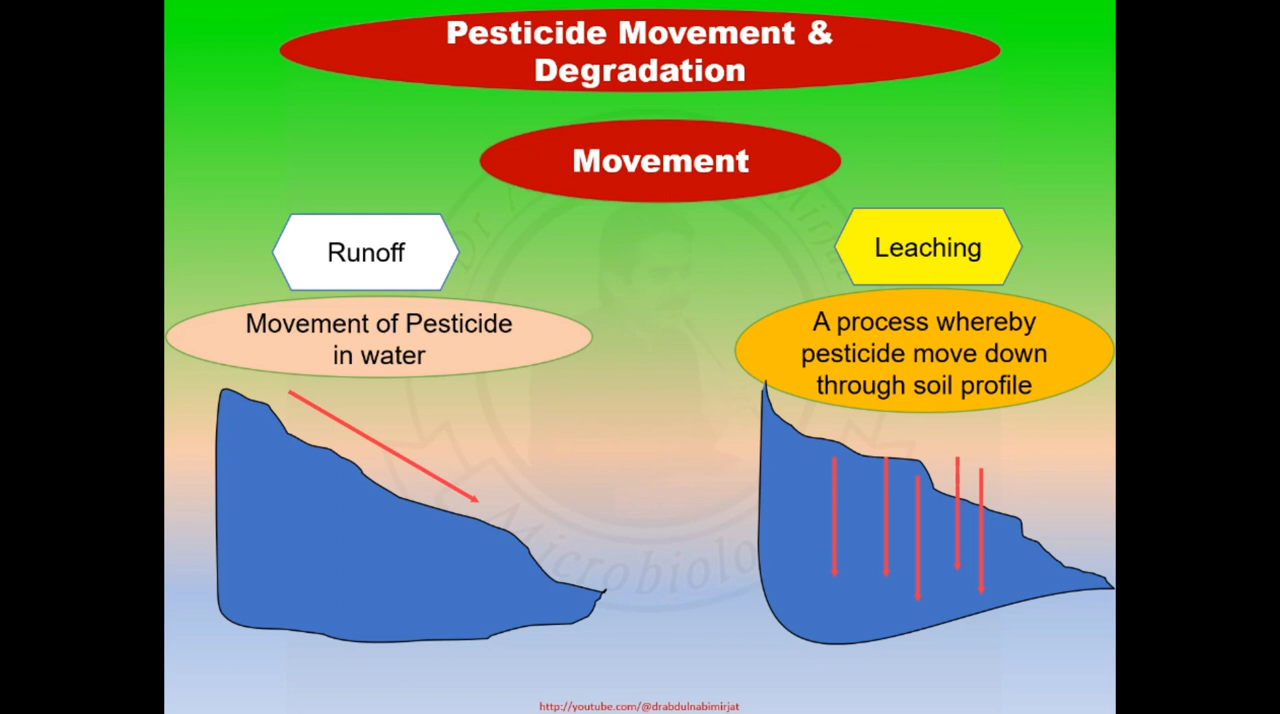 Pesticide Movement &
Degradation
Movement
Runoff
Leaching
Movement of Pesticide
in water
A process whereby
pesticide move down
through soil profile
Microbiolo
http://youtube.com/@drabdulnabimirjat